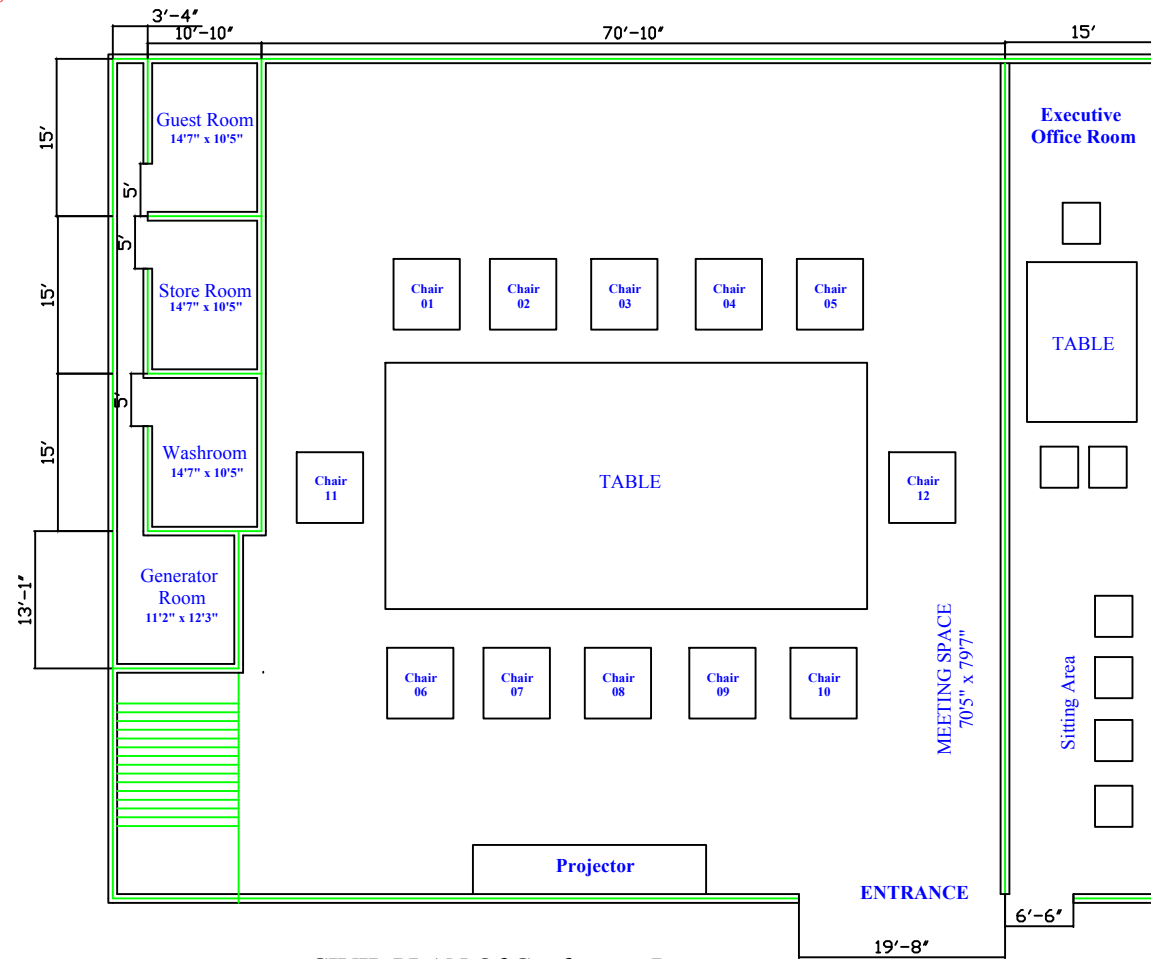 3'-4"
10'-10"
70'-10"
15'
Guest Room
14'7" x 10'5"
15'
5'
Executive
Office Room
5'
Store Room
14'7" x 10'5"
15'
Chair
01
Chair
02
Chair
03
Chair
04
Chair
05
TABLE
5'
Washroom
14'7" x 10'5"
15'
Chair
11
TABLE
Chair
12
Generator
Room
11'2" x 12'3"
13'-1"
Chair
06
Chair
07
Chair
08
Chair
09
Chair
10
MEETING SPACE
70'5" x 79'7"
Sitting Area
Projector
ENTRANCE
6'-6"
19'-8"